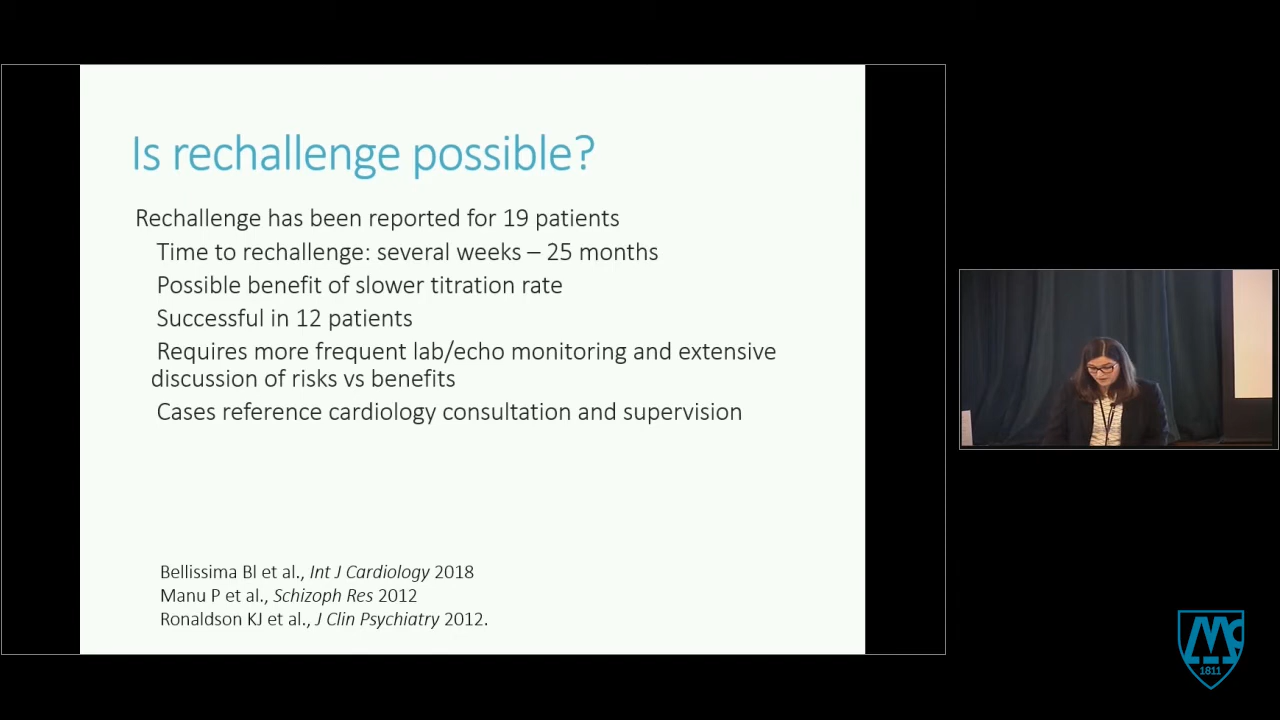 Is rechallenge possible?
Rechallenge has been reported for 19 patients
Time to rechallenge: several weeks – 25 months
Possible benefit of slower titration rate
Successful in 12 patients
Requires more frequent lab/echo monitoring and extensive
discussion of risks vs benefits
Cases reference cardiology consultation and supervision
Bellissima Bl et al., Int J Cardiology 2018
Manu P et al., Schizoph Res 2012
Ronaldson KJ et al., J Clin Psychiatry 2012.
Mc
1811